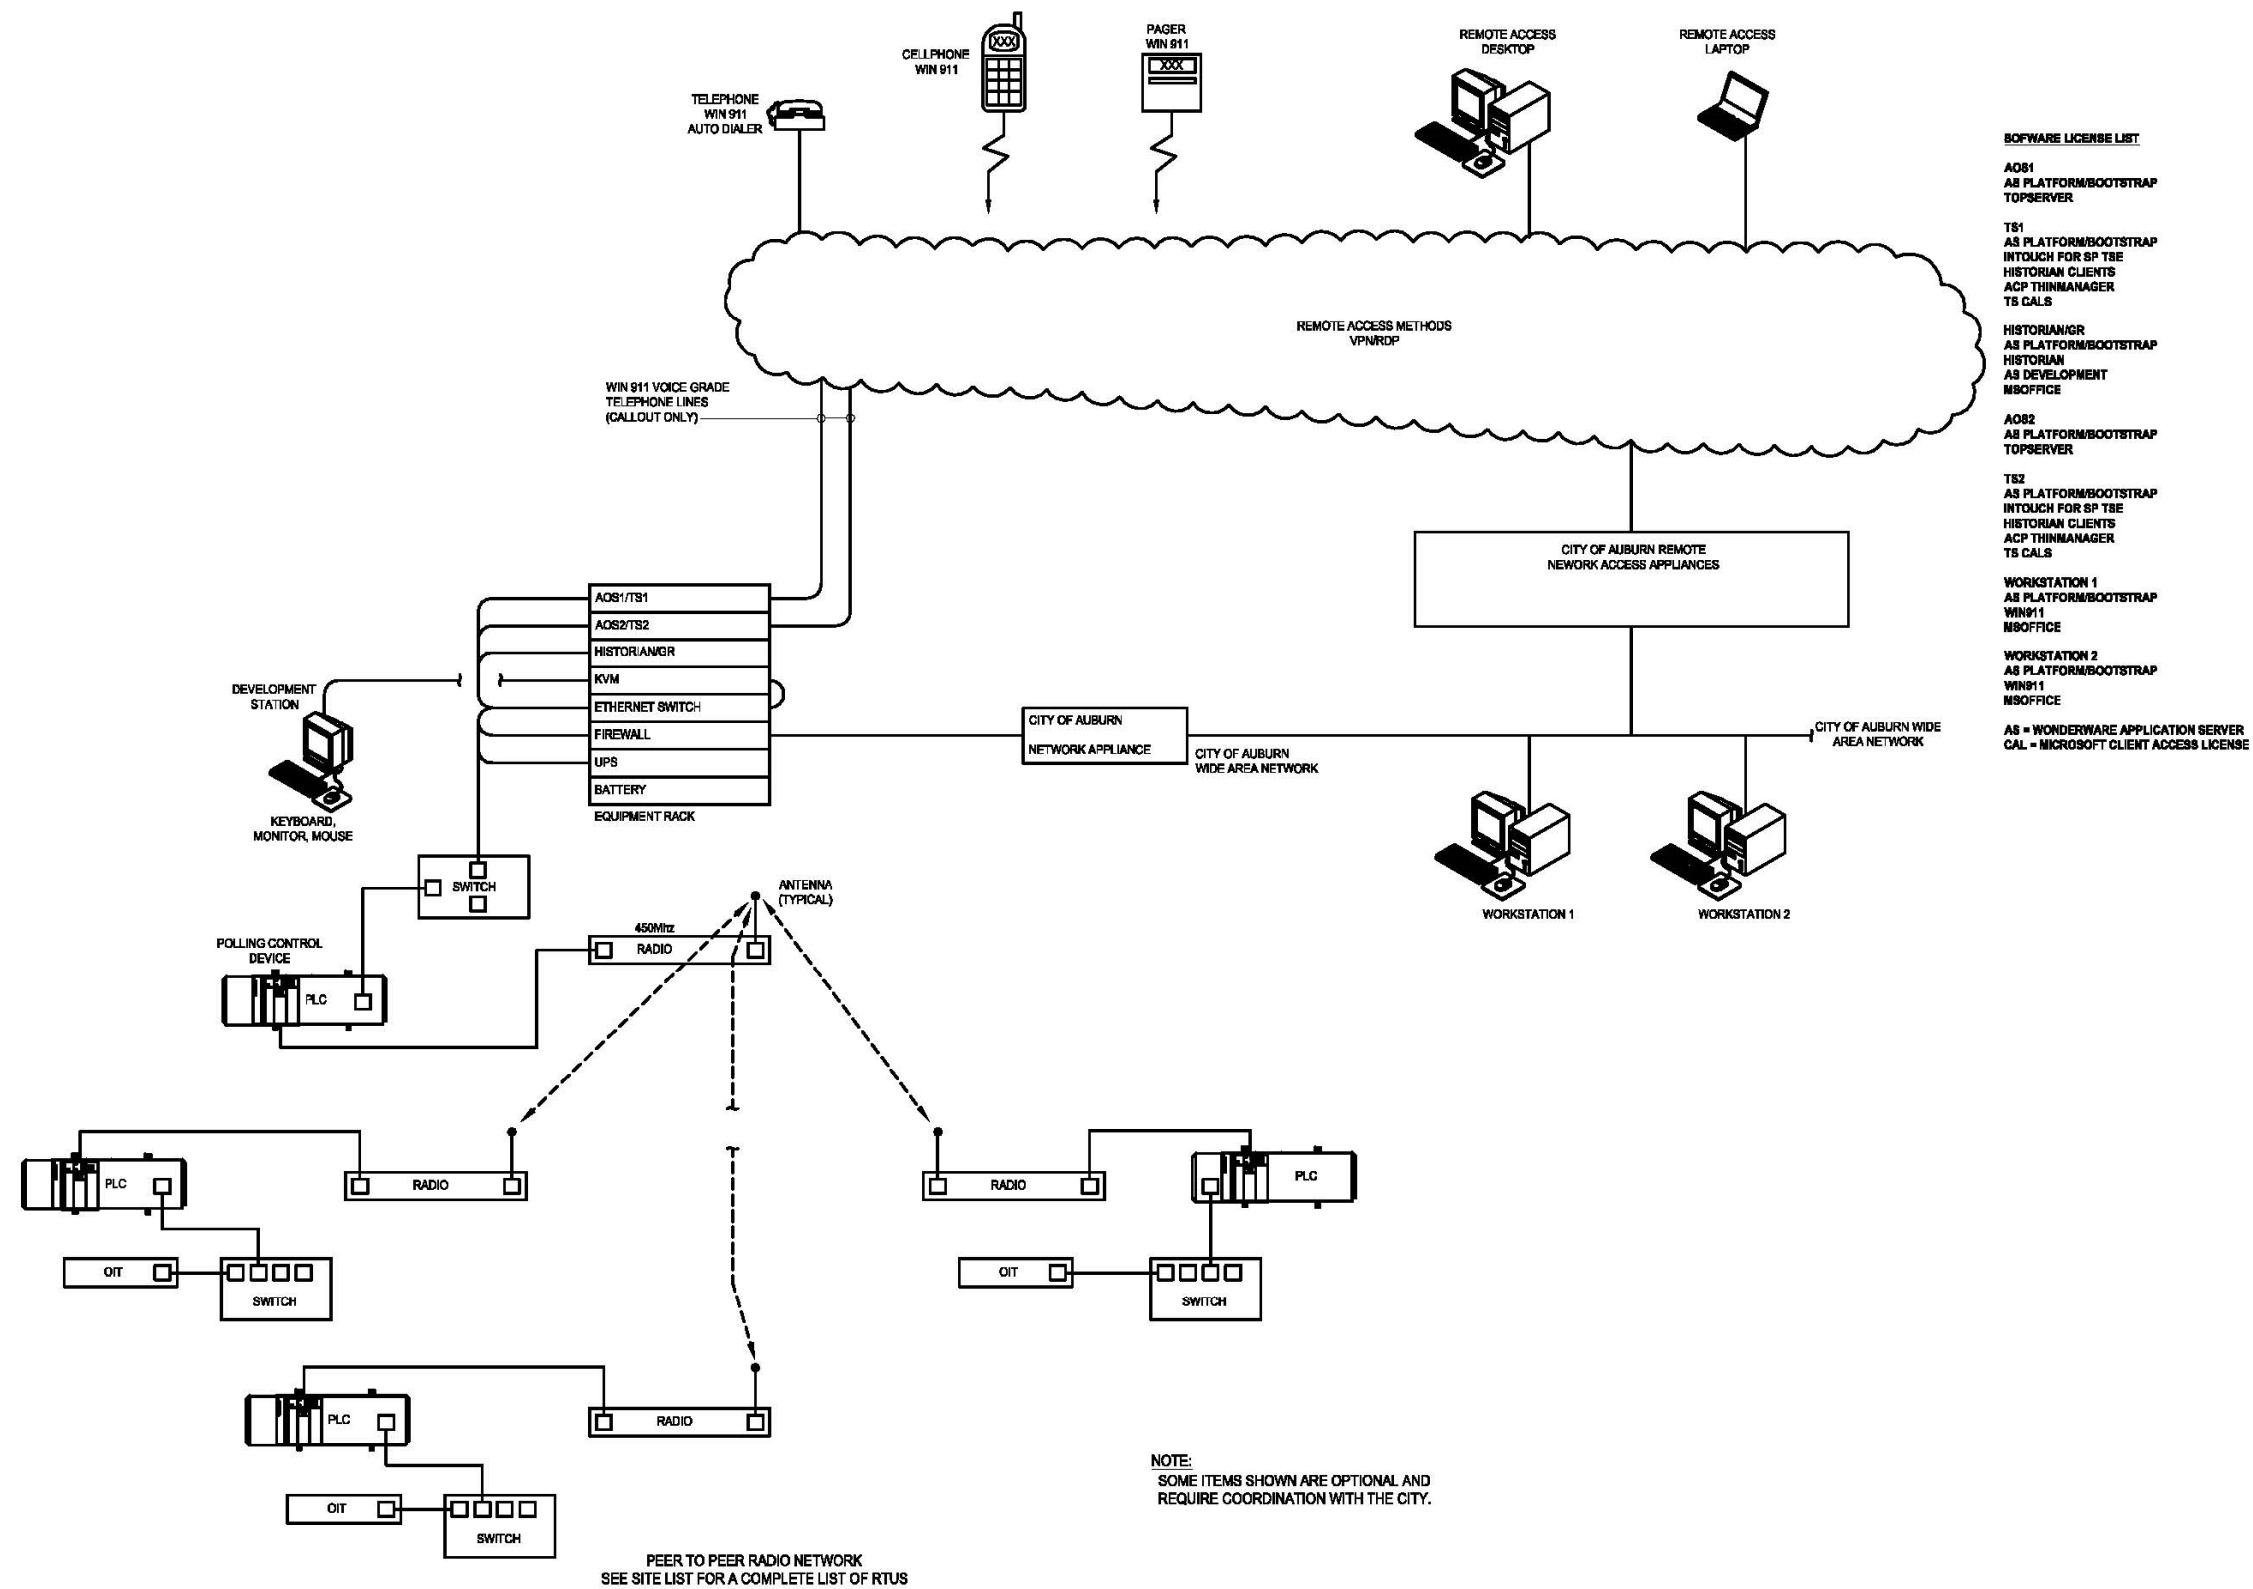 PAGER
WIN 911
CELLPHONE
WIN 911
XXX
XXX
REMOTE ACCESS
DESKTOP
REMOTE ACCESS
LAPTOP
TELEPHONE
WIN 911
AUTO DIALER
REMOTE ACCESS METHODS
VPN/RDP
WIN 911 VOICE GRADE
TELEPHONE LINES
(CALLOUT ONLY)
CITY OF AUBURN REMOTE
NEWORK ACCESS APPLIANCES
SOFWARE LICENSE LIST
AOS1
AS PLATFORM/BOOTSTRAP
TOPSERVER
TS1
AS PLATFORM/BOOTSTRAP
INTOUCH FOR SP TSE
HISTORIAN CLIENTS
ACP THINMANAGER
TS CALS
HISTORIAN/GR
AS PLATFORM/BOOTSTRAP
HISTORIAN
AS DEVELOPMENT
MSOFFICE
AOS2
AS PLATFORM/BOOTSTRAP
TOPSERVER
TS2
AS PLATFORM/BOOTSTRAP
INTOUCH FOR SP TSE
HISTORIAN CLIENTS
ACP THINMANAGER
TS CALS
WORKSTATION 1
AS PLATFORM/BOOTSTRAP
WIN911
MSOFFICE
WORKSTATION 2
AS PLATFORM/BOOTSTRAP
WIN911
MSOFFICE
AS = WONDERWARE APPLICATION SERVER
CAL = MICROSOFT CLIENT ACCESS LICENSE
AOS1/TS1
AOS2/TS2
HISTORIAN/GR
KVM
ETHERNET SWITCH
FIREWALL
UPS
BATTERY
EQUIPMENT RACK
DEVELOPMENT
STATION
KEYBOARD,
MONITOR, MOUSE
CITY OF AUBURN
NETWORK APPLIANCE
CITY OF AUBURN
WIDE AREA NETWORK
CITY OF AUBURN WIDE
AREA NETWORK
WORKSTATION 1
WORKSTATION 2
SWITCH
ANTENNA
(TYPICAL)
450Mhz
RADIO
POLLING CONTROL
DEVICE
PLC
PLC
RADIO
OIT
SWITCH
RADIO
PLC
OIT
SWITCH
PLC
RADIO
OIT
SWITCH
NOTE:
SOME ITEMS SHOWN ARE OPTIONAL AND
REQUIRE COORDINATION WITH THE CITY.
PEER TO PEER RADIO NETWORK
SEE SITE LIST FOR A COMPLETE LIST OF RTUS